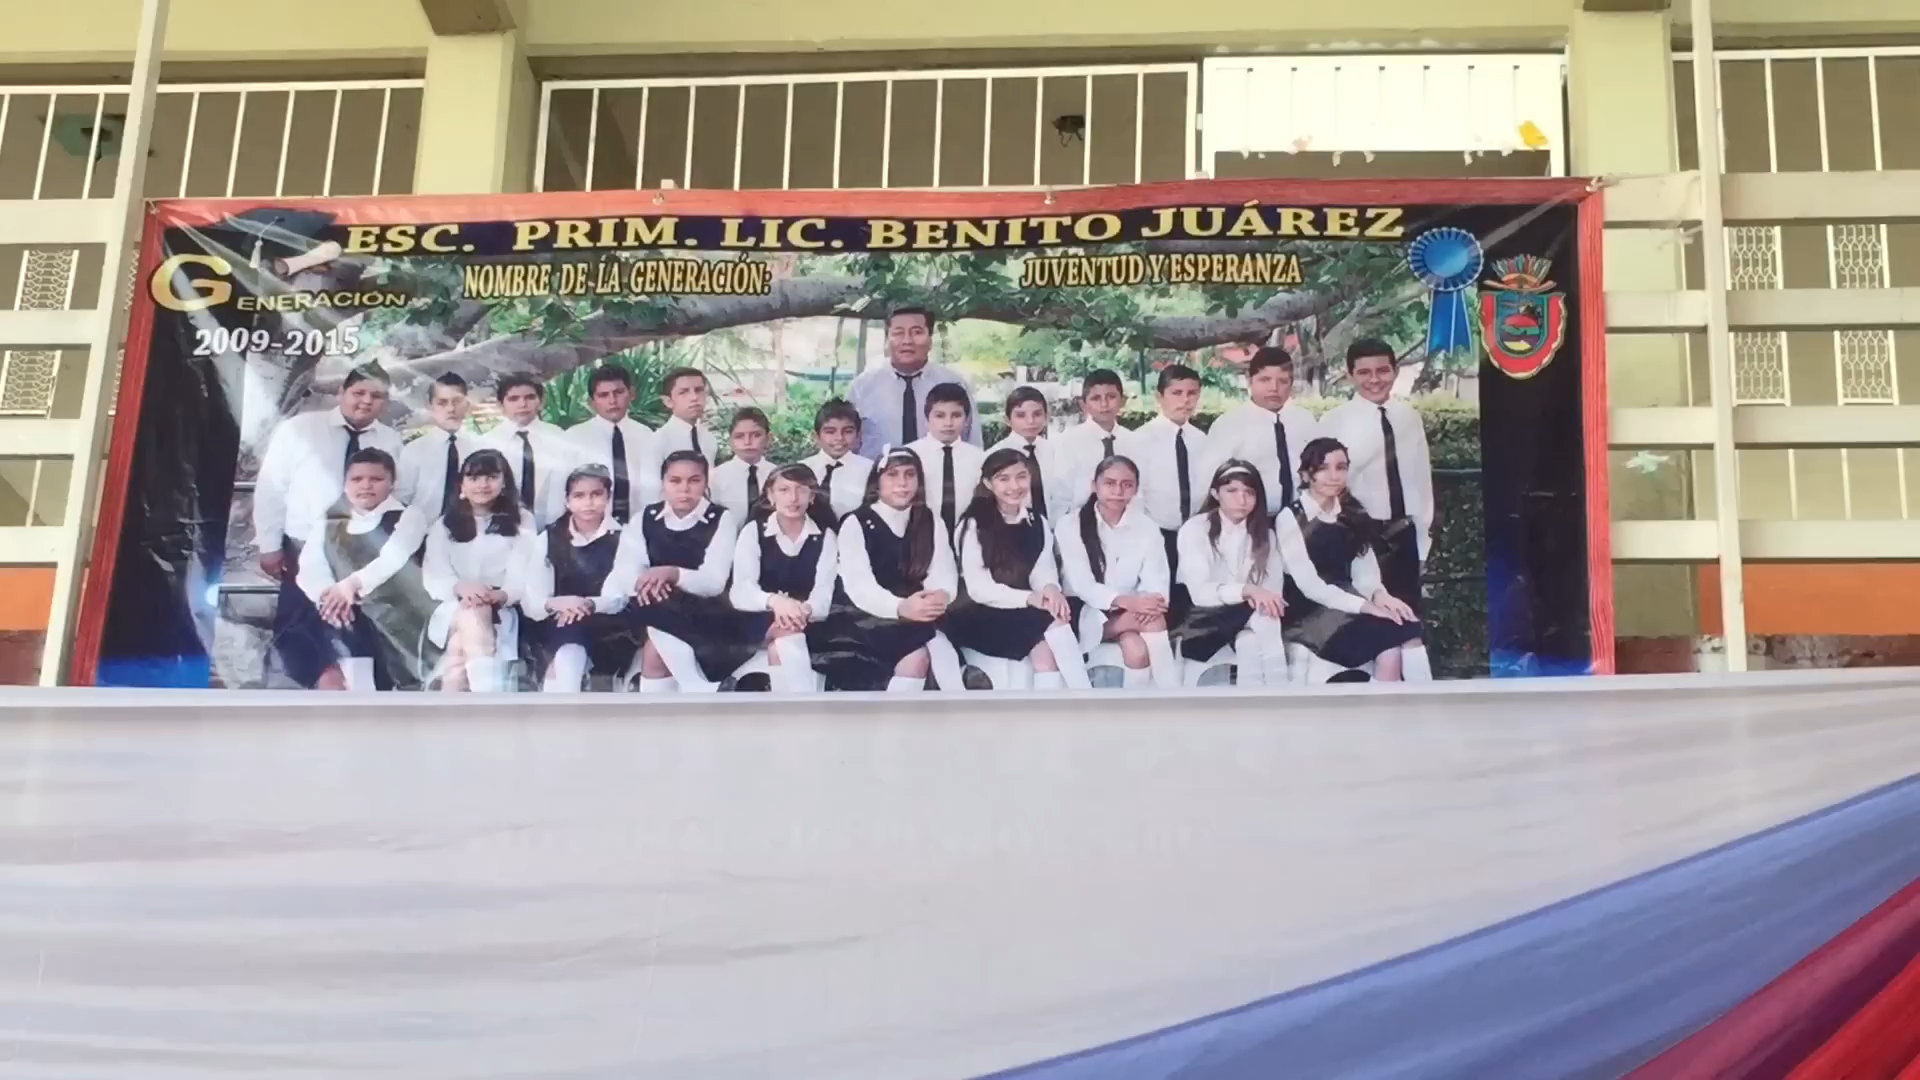 ESC. PRIM. LIC. BENITO JUÁREZ
NOMBRE DE LA GENERACIÓN: JUVENTUD Y ESPERANZA
GENERACIÓN
2009-2015